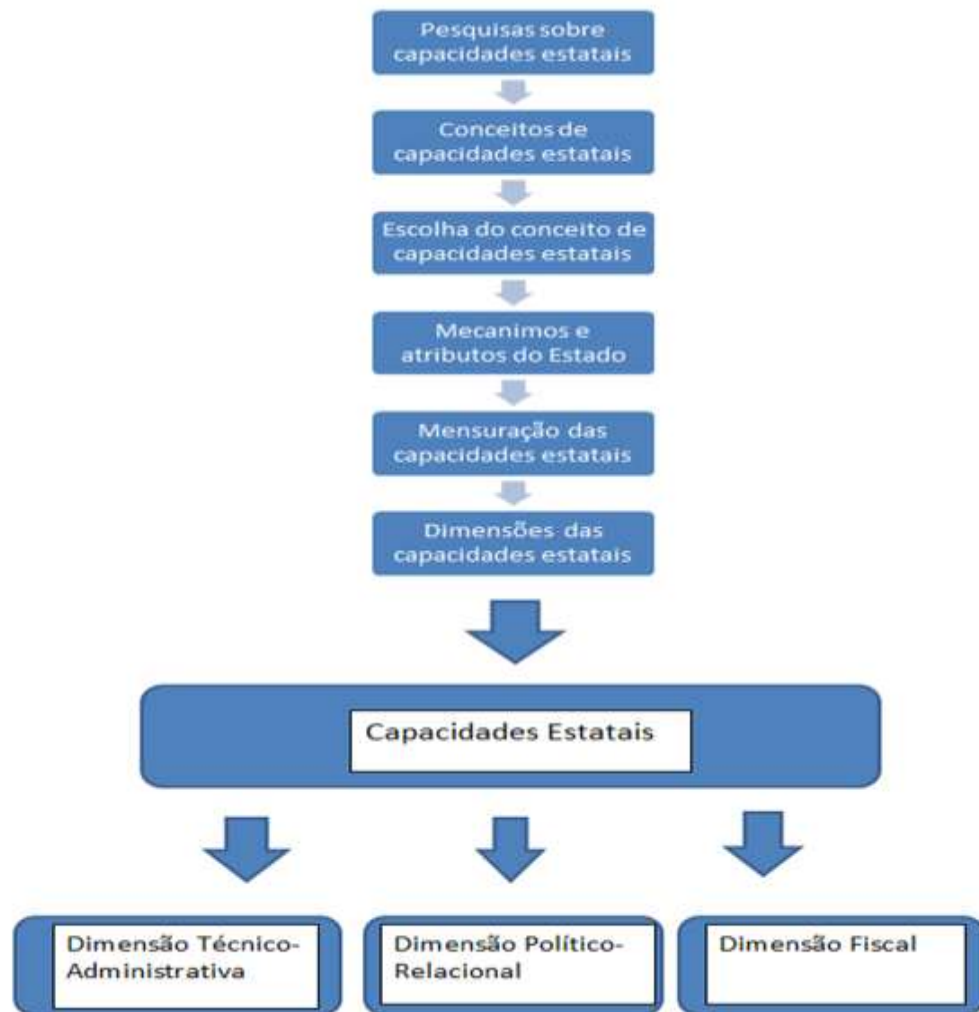 Pesquisas sobre
capacidades estatais
Conceitos de
capacidades estatais
Escolha do conceito de
capacidades estatais
Mecanimos e
atributos do Estado
Mensuração das
capacidades estatais
Dimensões das
capacidades estatais
Capacidades Estatais
Dimensão Técnico-
Administrativa
Dimensão Político-
Relacional
Dimensão Fiscal